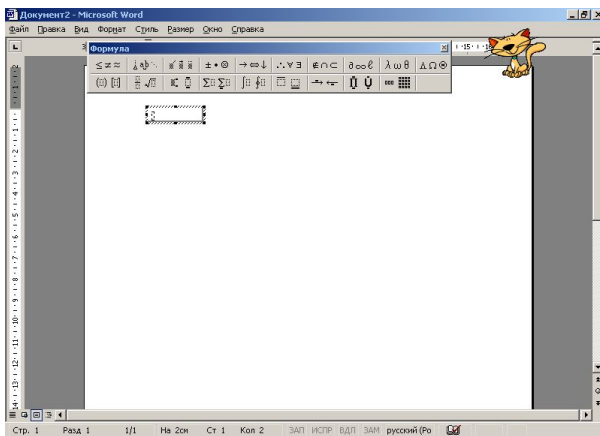 Документ2 - Microsoft Word
Файл Правка Вид Формат Стиль Размер Окно Справка
Формула
≤ ≠ ≈ ± • ⊗ → ⇔ ↓ ∴ ∀ ∃ ∉ ∩ ⊂ ∂ ∞ ℓ λ ω θ Λ Ω ⊛
Стр. 1 Разд 1 1/1 На 2см Ст 1 Кол 2 ЗАП ИСПР ВДЛ ЗАМ русский (Ро